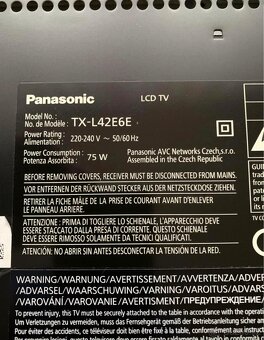 Panasonic LCD TV
Model No. :
No. de Modèle : TX-L42E6E
Power Rating :
Alimentation : 220-240 V ~ 50/60 Hz
Power Consumption : 75 W
Potenza Assorbita :
Panasonic AVC Networks Czech,s.r.o.
Assembled in the Czech Republic
BEFORE REMOVING COVERS, RECEIVER MUST BE DISCONNECTED FROM MAINS.
VOR ENTFERNEN DER RÜCKWAND STECKER AUS DER NETZSTECKDOSE ZIEHEN.
RETIRER LA FICHE MÂLE DE LA PRISE DE COURANT AVANT D'ENLEVER
LE PANNEAU ARRIERE.
ATTENZIONE : PRIMA DI TOGLIERE LO SCHIENALE, L'APPARECCHIO DEVE
ESSERE STACCATO DALLA PRESA DI CORRENTE, QUESTO SCHIENALE
DEVE ESSERE RIMOSSO SOLAMENTE DA TECNICI QUALIFICATI.
ATENCIÓN : NO ABRIR SIN ANTES DESCONECTAR LA TENSIÓN DE LA RED.
WARNING/WARNUNG/AVERTISSEMENT/AVVERTENZA/ADVERTENCIA
ADVARSEL/WAARSCHUWING/VARNING/VAROITUS/ADVARSEL
/VAROVÁNÍ/VAROVANIE/AVERTISMENT/ПРЕДУПРЕЖДЕНИЕ
To prevent injury, this TV must be securely attached to the table in accordance with the
Um Verletzungen zu vermeiden, muss das